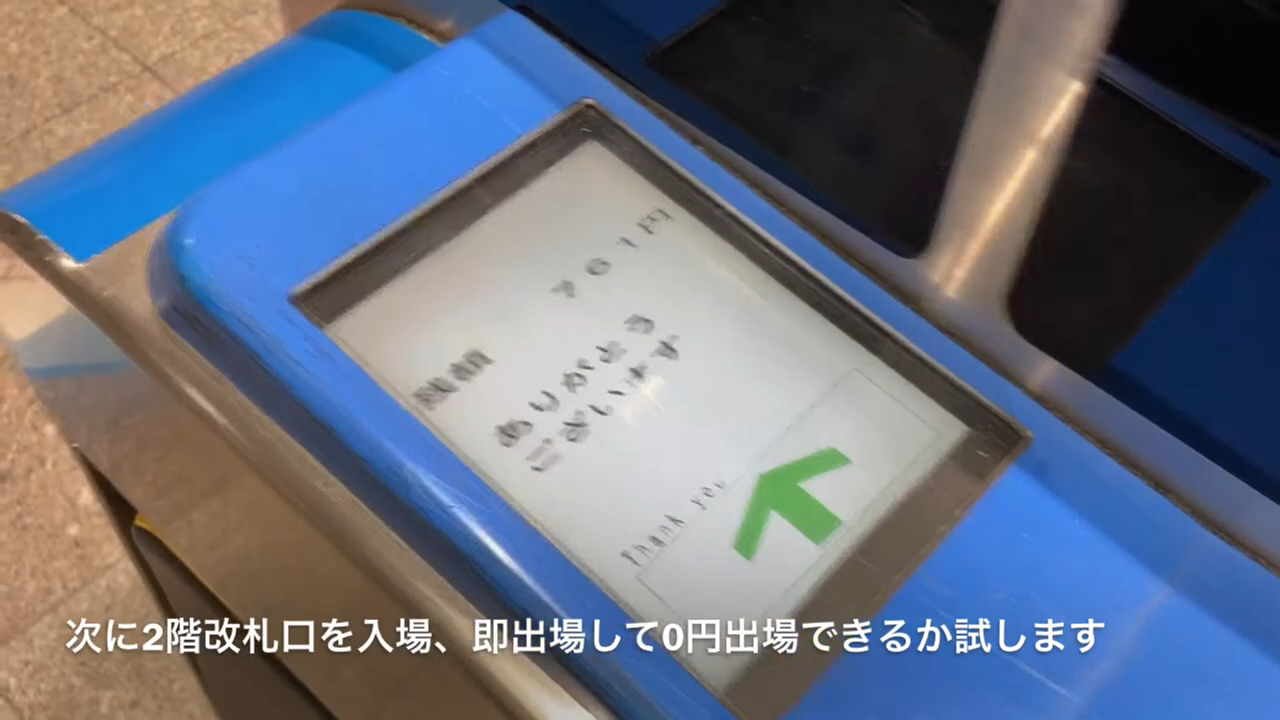 残額
761円
ありがとう
ございます
Thank you
次に2階改札口を入場、即出場して0円出場できるか試します